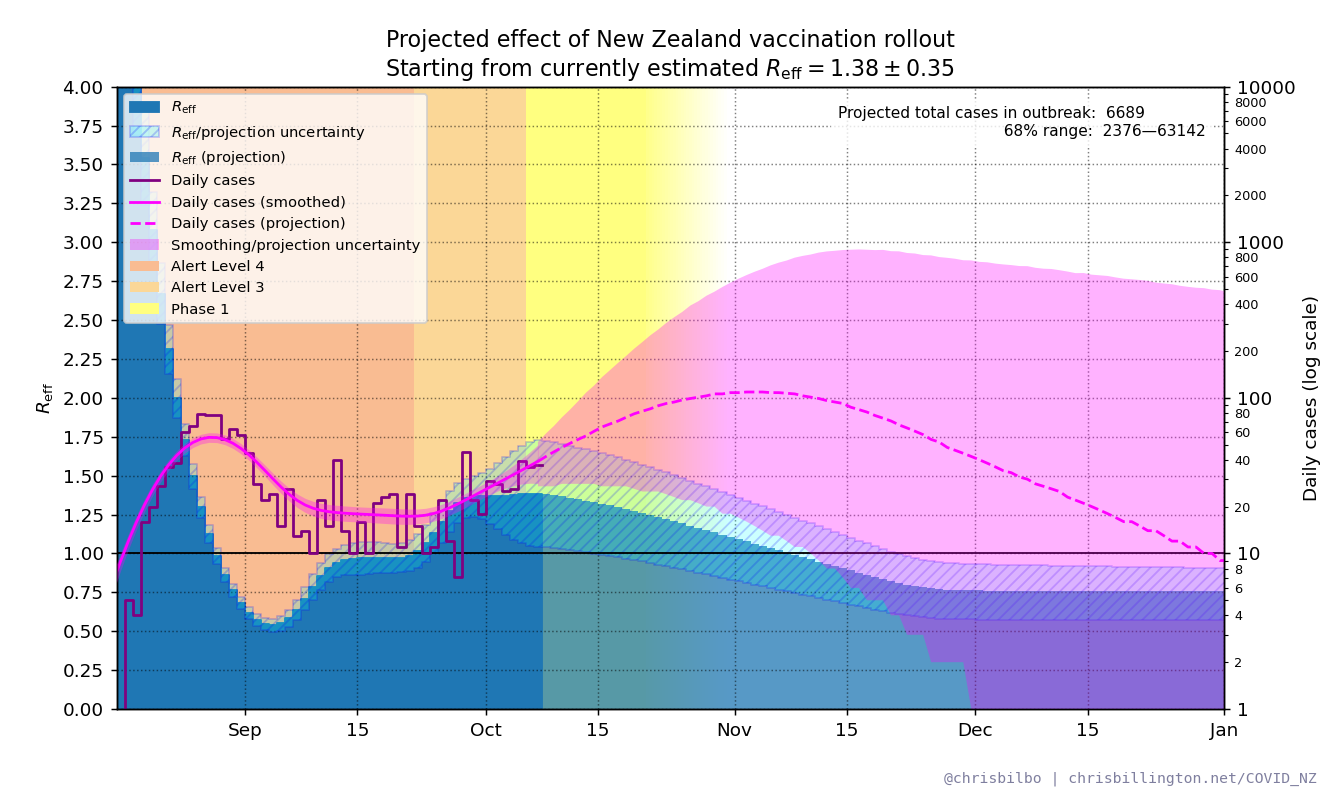 Projected effect of New Zealand vaccination rollout
Starting from currently estimated Reff = 1.38 ± 0.35
Projected total cases in outbreak: 6689
68% range: 2376—63142
Reff
Reff/projection uncertainty
Reff (projection)
Daily cases
Daily cases (smoothed)
Daily cases (projection)
Smoothing/projection uncertainty
Alert Level 4
Alert Level 3
Phase 1
4.00
3.75
3.50
3.25
3.00
2.75
2.50
2.25
2.00
1.75
1.50
1.25
1.00
0.75
0.50
0.25
0.00
Reff
10000
8000
6000
4000
2000
1000
800
600
400
200
100
80
60
40
20
10
8
6
4
2
1
Daily cases (log scale)
Sep 15 Oct 15 Nov 15 Dec 15 Jan
@chrisbilbo | chrisbillington.net/COVID_NZ